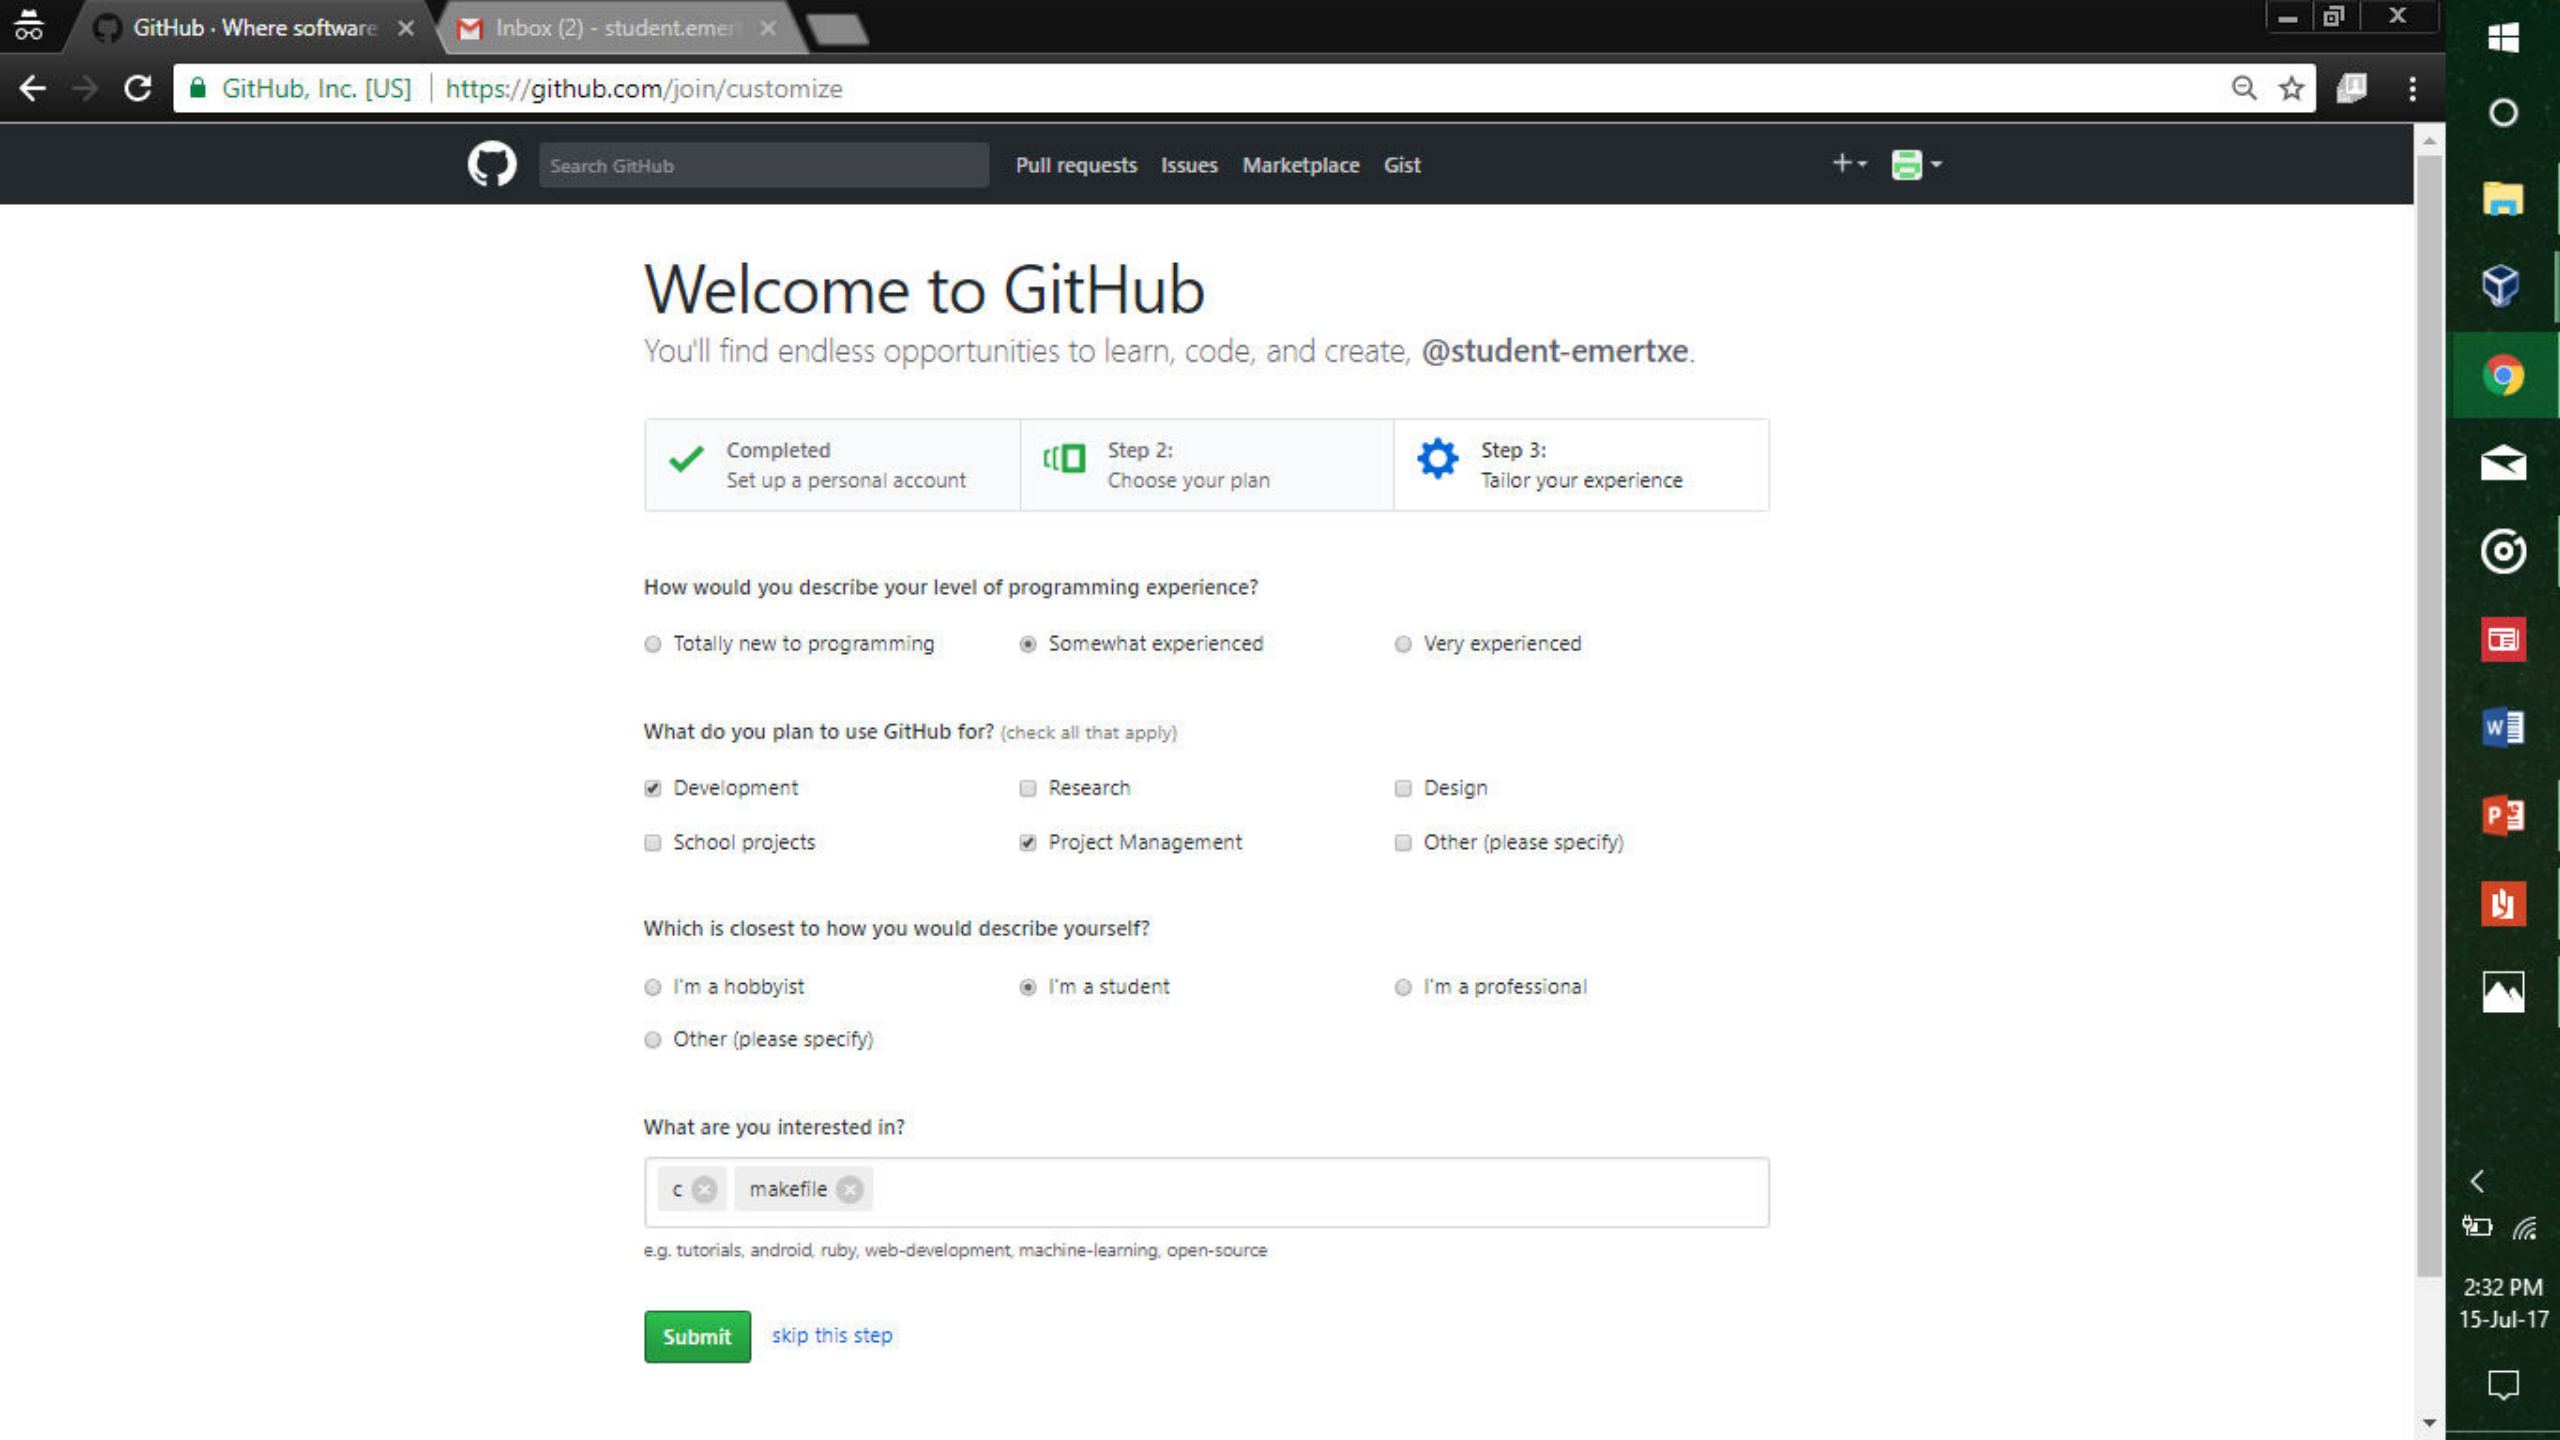 GitHub · Where software
Inbox (2) - student.emert
GitHub, Inc. [US] https://github.com/join/customize
Search GitHub Pull requests Issues Marketplace Gist
Welcome to GitHub
You'll find endless opportunities to learn, code, and create, @student-emertxe.
Completed
Set up a personal account
Step 2:
Choose your plan
Step 3:
Tailor your experience
How would you describe your level of programming experience?
Totally new to programming Somewhat experienced Very experienced
What do you plan to use GitHub for? (check all that apply)
Development Research Design
School projects Project Management Other (please specify)
Which is closest to how you would describe yourself?
I'm a hobbyist I'm a student I'm a professional
Other (please specify)
What are you interested in?
c makefile
e.g. tutorials, android, ruby, web-development, machine-learning, open-source
Submit skip this step
2:32 PM
15-Jul-17